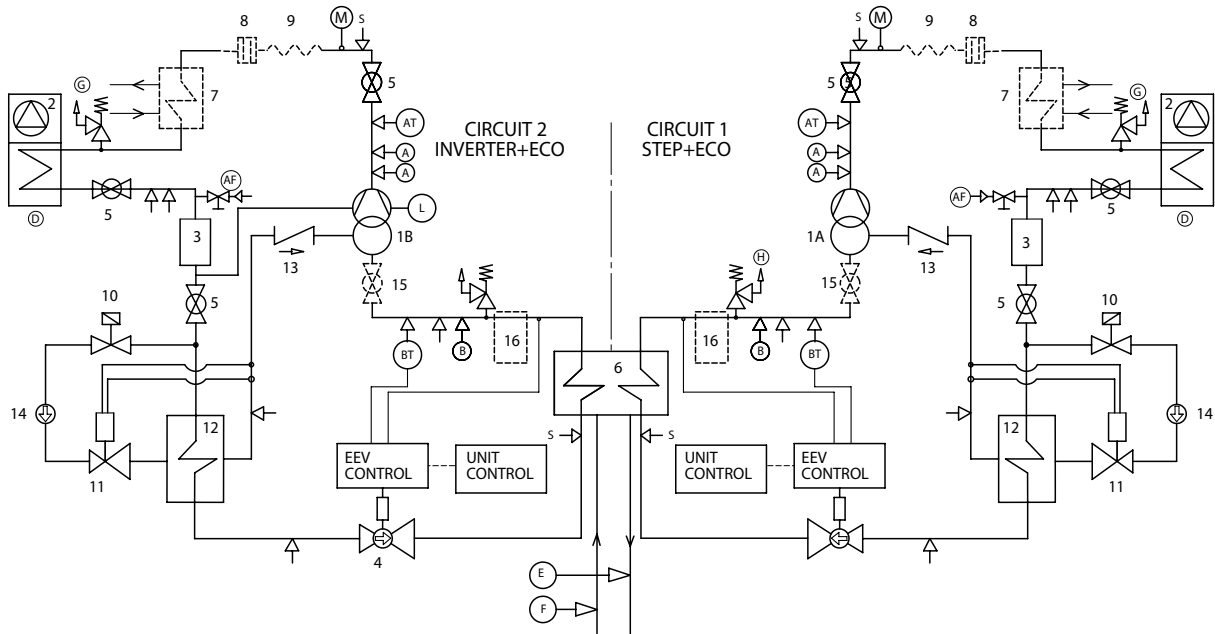 8
9
M
S
S
M
9
8
5
5
5
7
7
G
G
2
2
AT
AT
CIRCUIT 2
INVERTER+ECO
CIRCUIT 1
STEP+ECO
A
A
A
A
AF
AF
5
5
D
D
L
3
3
1B
1A
13
13
15
15
H
5
5
10
10
BT
B
16
6
16
B
BT
14
14
12
12
S
S
EEV
CONTROL
UNIT
CONTROL
UNIT
CONTROL
EEV
CONTROL
11
11
4
E
F